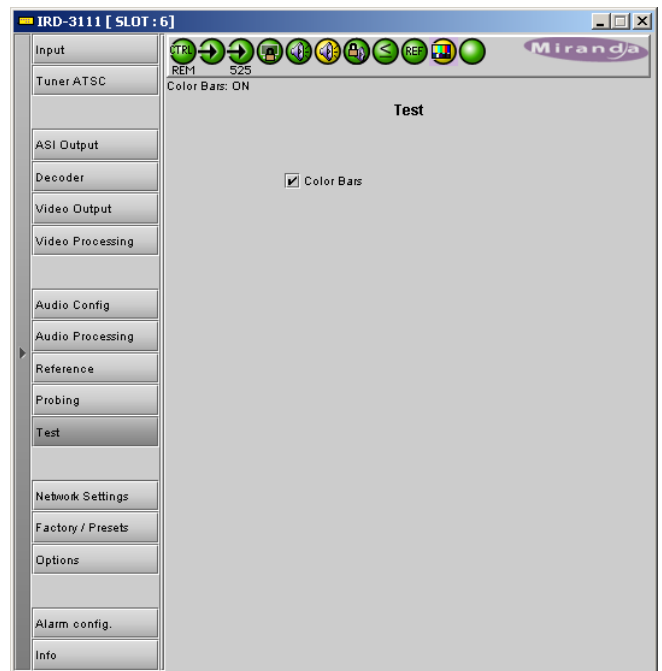 IRD-3111 [ SLOT : 6]
Input
Tuner ATSC
ASI Output
Decoder
Video Output
Video Processing
Audio Config
Audio Processing
Reference
Probing
Test
Network Settings
Factory / Presets
Options
Alarm config.
Info
CTRL
REF
Miranda
REM
525
Color Bars: ON
Test
Color Bars